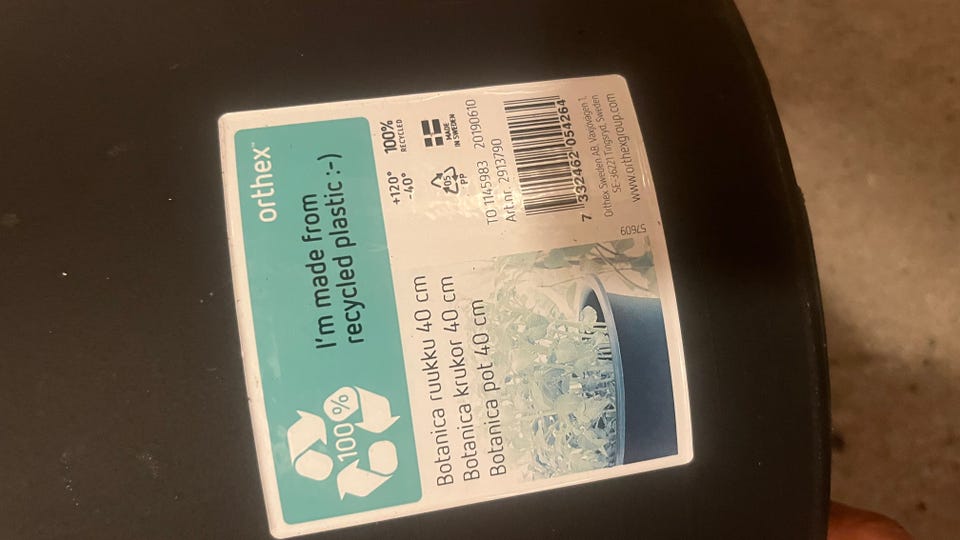 orthex™
I'm made from
recycled plastic :-)
100%
Botanica ruukku 40 cm
Botanica krukor 40 cm
Botanica pot 40 cm
+120°
-40°
100%
RECYCLED
05
PP
MADE
IN SWEDEN
TO 1145983 20190610
Art.nr. 2913790
7 332462 054264
Orthex Sweden AB, Växjövägen 1,
SE-36221 Tingsryd, Sweden
www.orthexgroup.com
57609